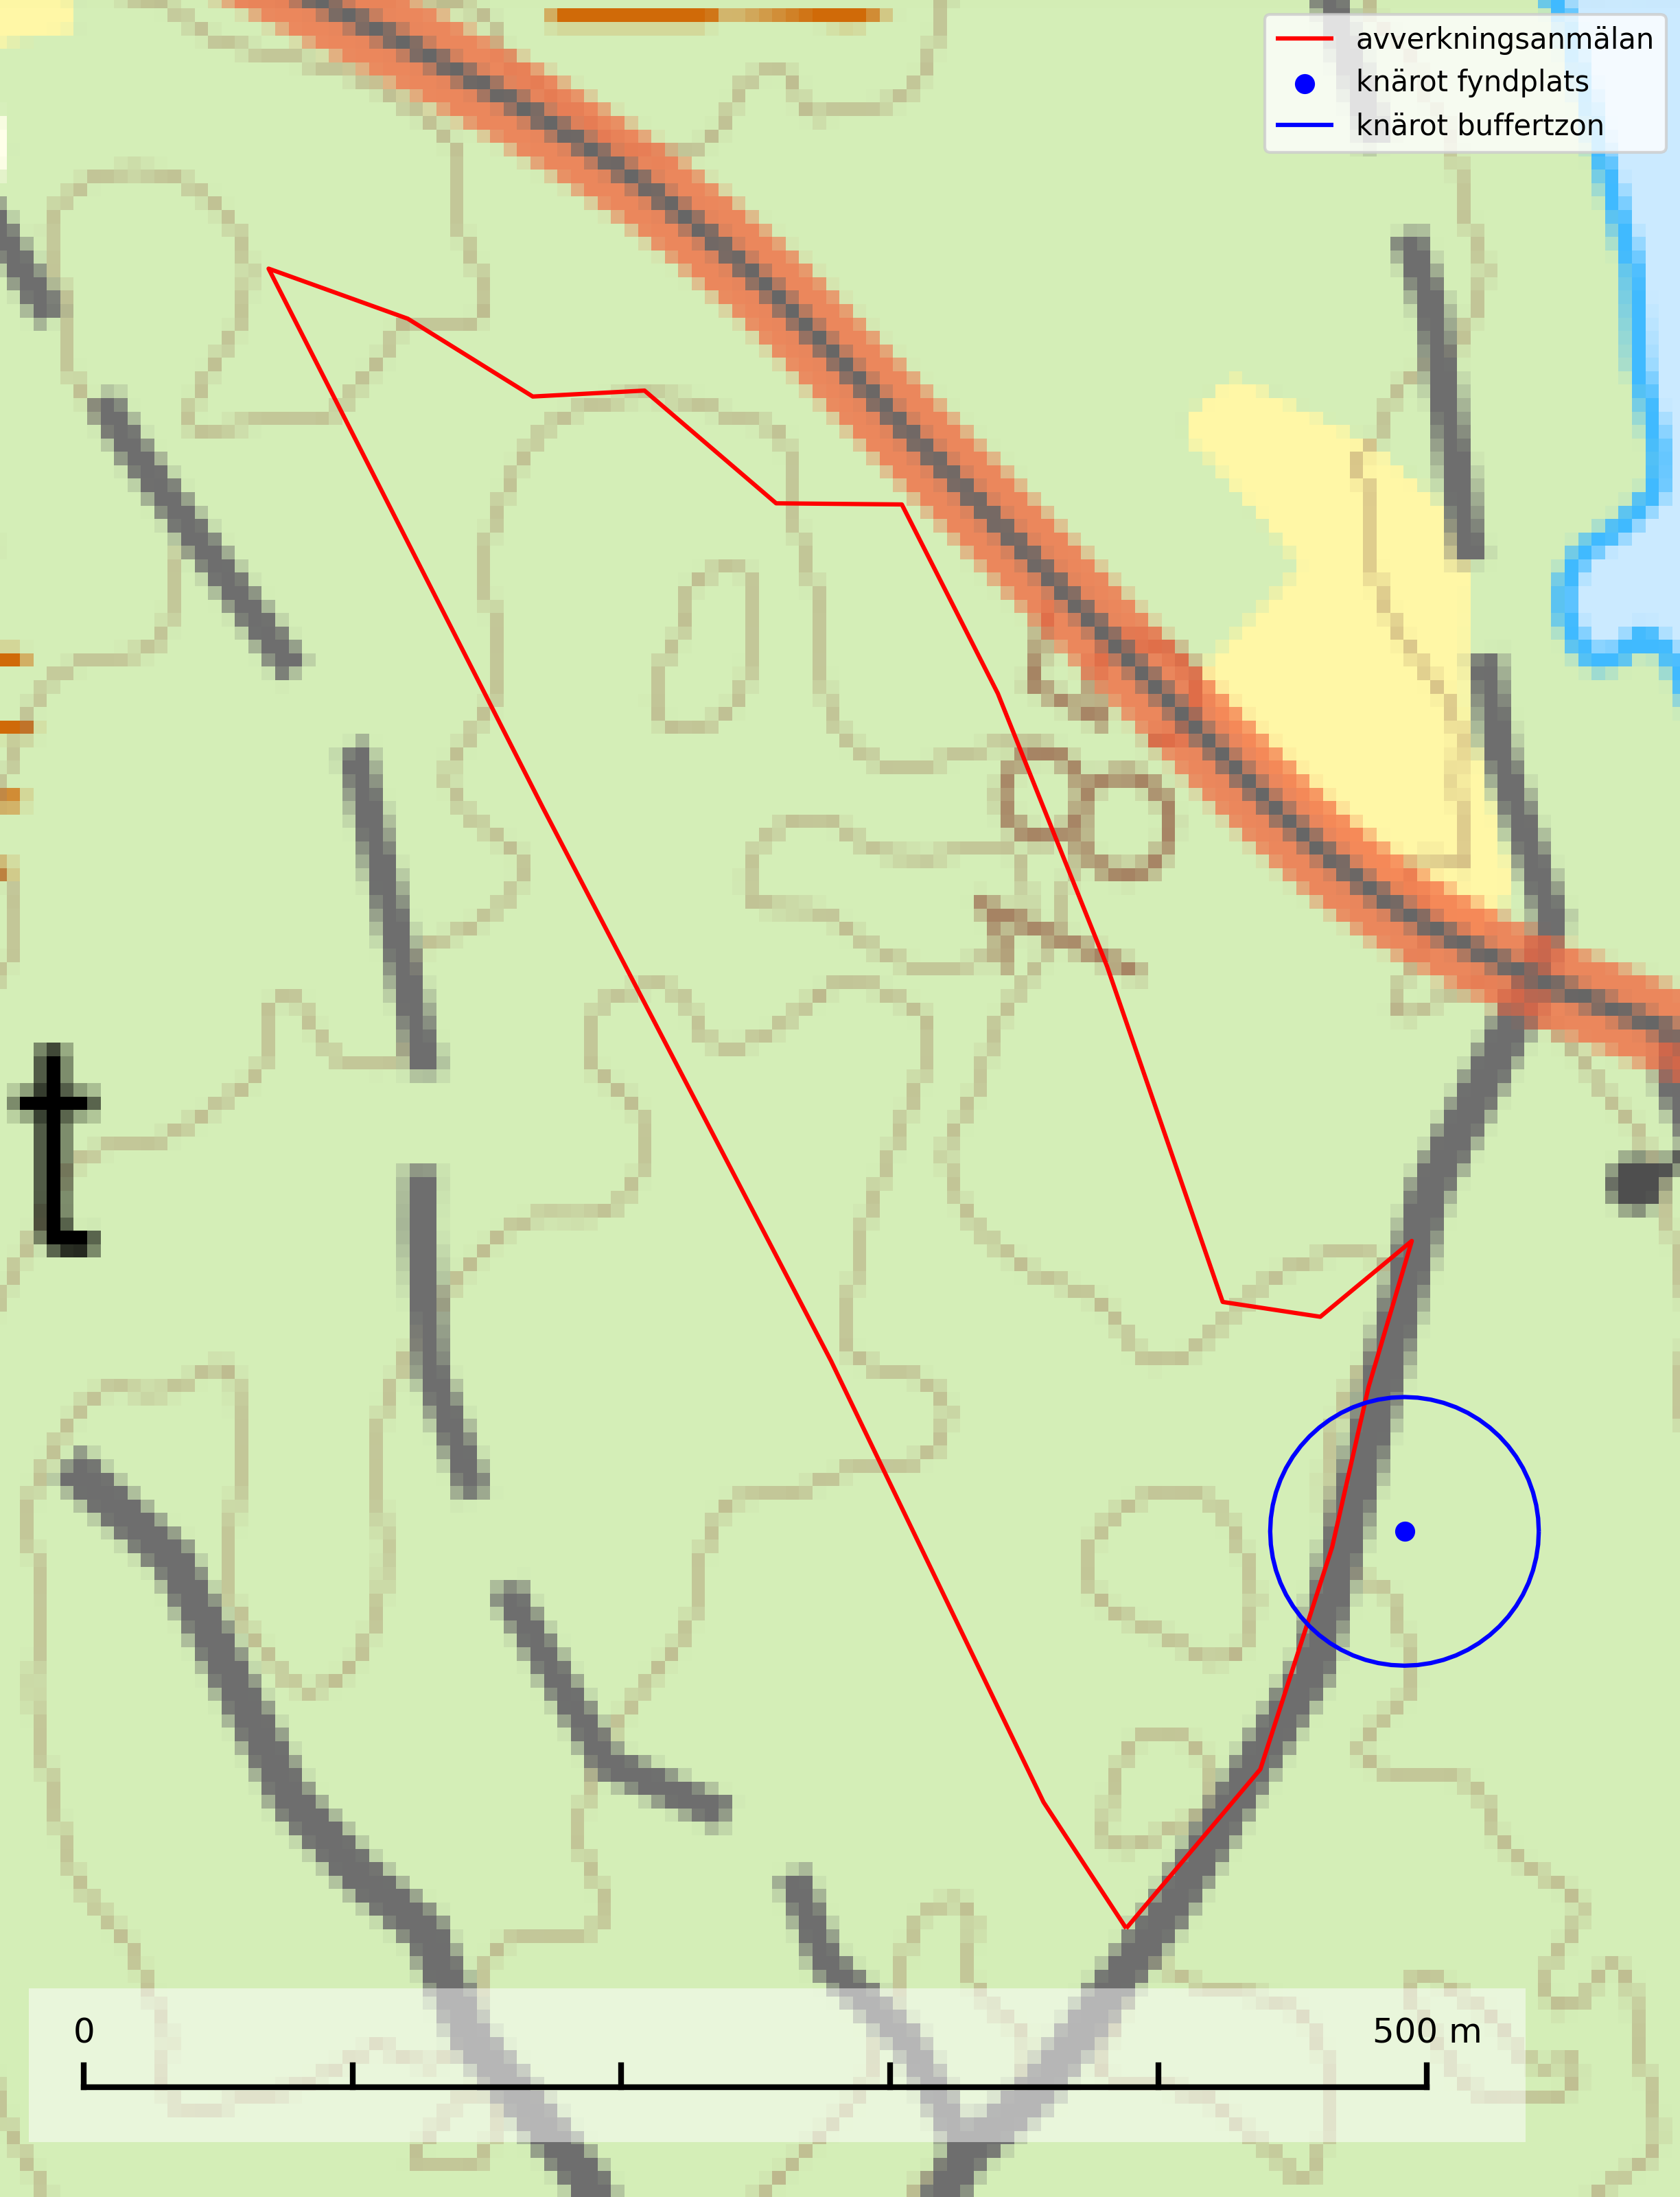 avverkningsanmälan
knärot fyndplats
knärot buffertzon
t
0
500 m